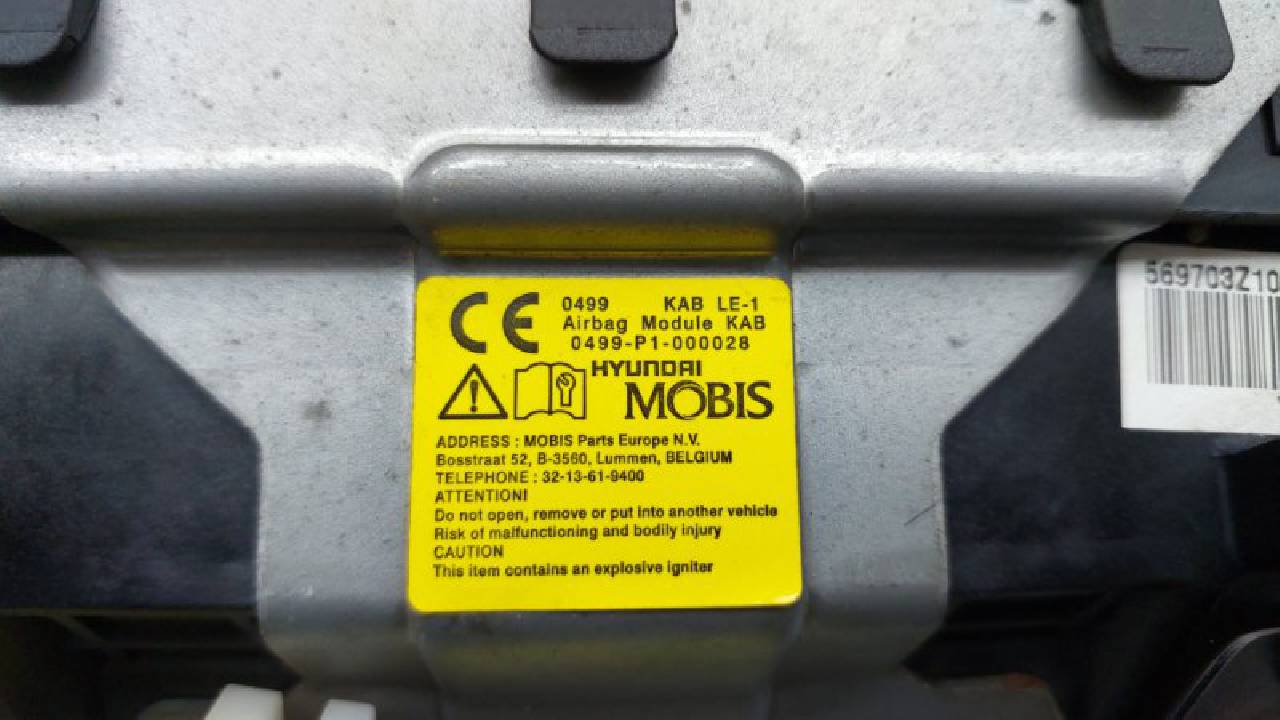 CE 0499 KAB LE-1
Airbag Module KAB
0499-P1-000028
HYUNDAI
MOBIS
ADDRESS : MOBIS Parts Europe N.V.
Bosstraat 52, B-3560, Lummen, BELGIUM
TELEPHONE : 32-13-61-9400
ATTENTION!
Do not open, remove or put into another vehicle
Risk of malfunctioning and bodily injury
CAUTION
This item contains an explosive igniter
569703Z10